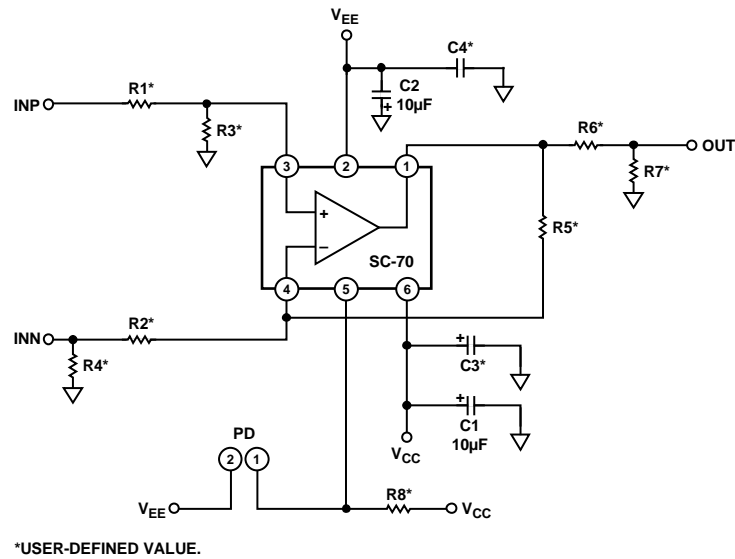 VEE
C4*
C2
10µF
+
INP
R1*
R3*
R6*
OUT
R7*
3
2
1
+
–
R5*
SC-70
4
5
6
INN
R2*
R4*
+
C3*
+
C1
10µF
VCC
PD
2
1
VEE
R8*
VCC
*USER-DEFINED VALUE.